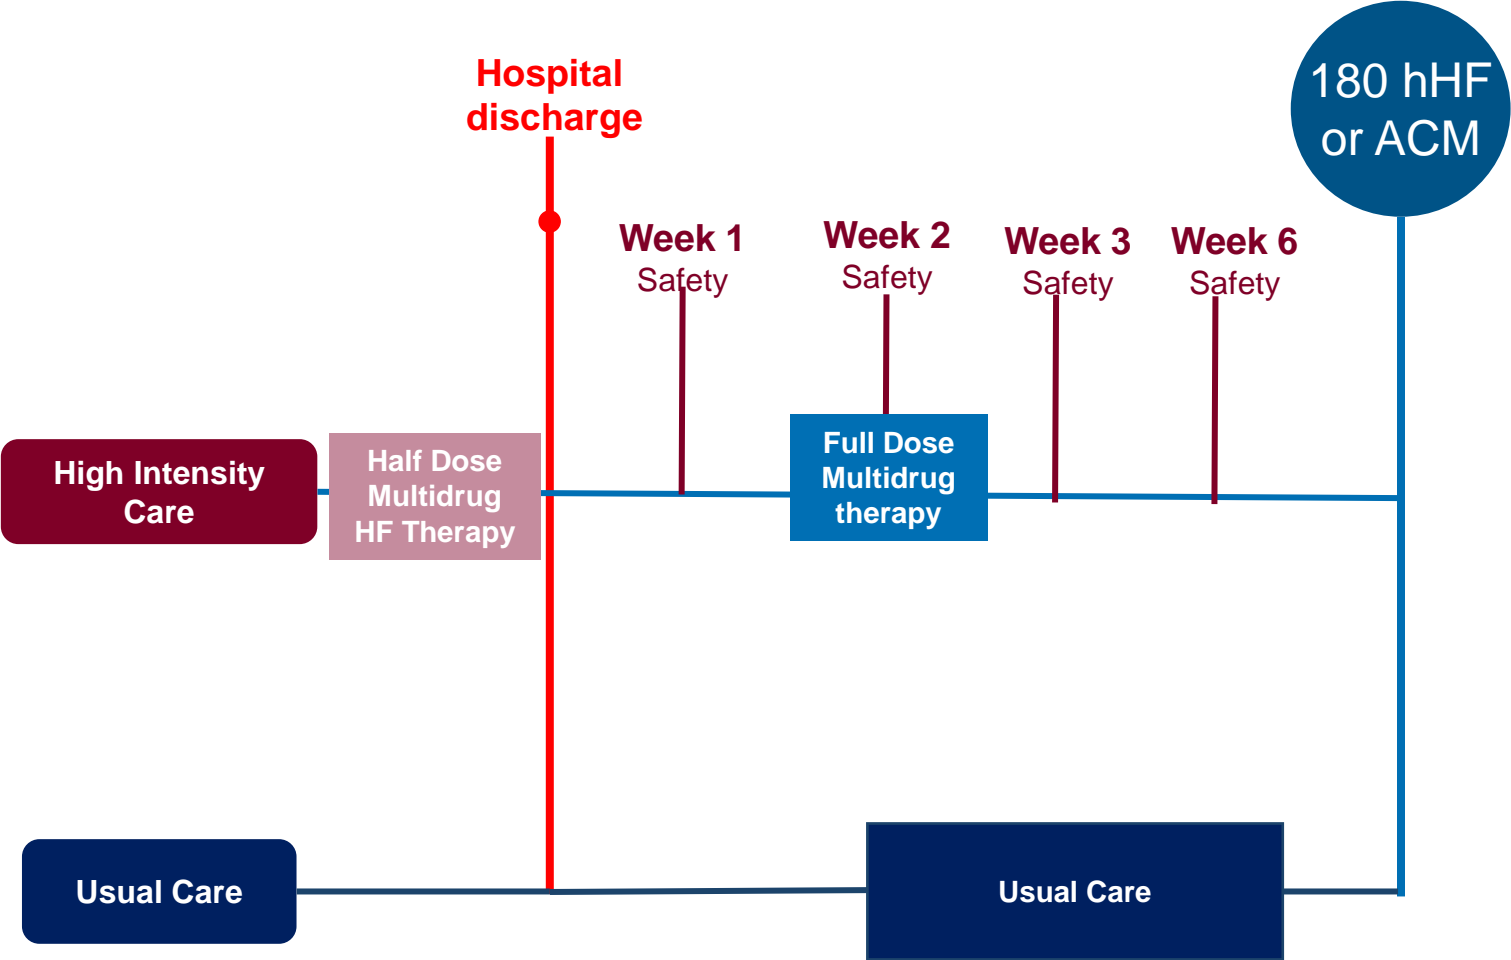 Hospital
discharge
180 hHF
or ACM
Week 1
Safety
Week 2
Safety
Week 3
Safety
Week 6
Safety
High Intensity
Care
Half Dose
Multidrug
HF Therapy
Full Dose
Multidrug
therapy
Usual Care
Usual Care